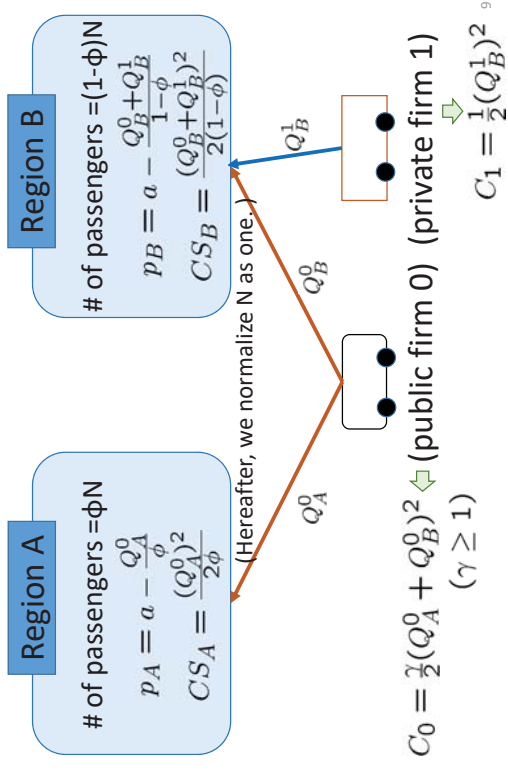 Region A
# of passengers =ϕN
p_A = a − Q_A^0/ϕ
CS_A = (Q_A^0)^2/2ϕ
Region B
# of passengers =(1-ϕ)N
p_B = a − (Q_B^0 + Q_B^1)/(1−ϕ)
CS_B = (Q_B^0 + Q_B^1)^2/2(1−ϕ)
(Hereafter, we normalize N as one. )
Q_A^0
Q_B^0
Q_B^1
(public firm 0)
(private firm 1)
C_0 = γ/2(Q_A^0 + Q_B^0)^2
(γ ≥ 1)
C_1 = 1/2(Q_B^1)^2
9